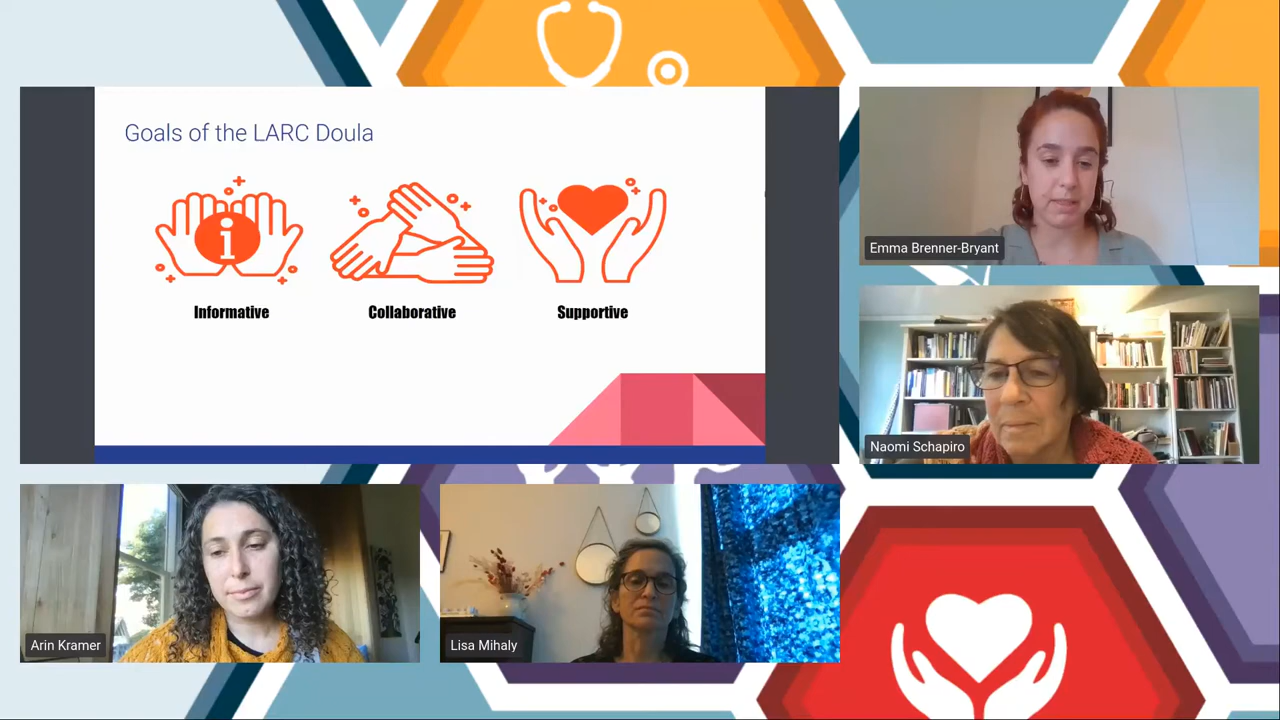 Goals of the LARC Doula
i
Informative
Collaborative
Supportive
Emma Brenner-Bryant
Naomi Schapiro
Arin Kramer
Lisa Mihaly